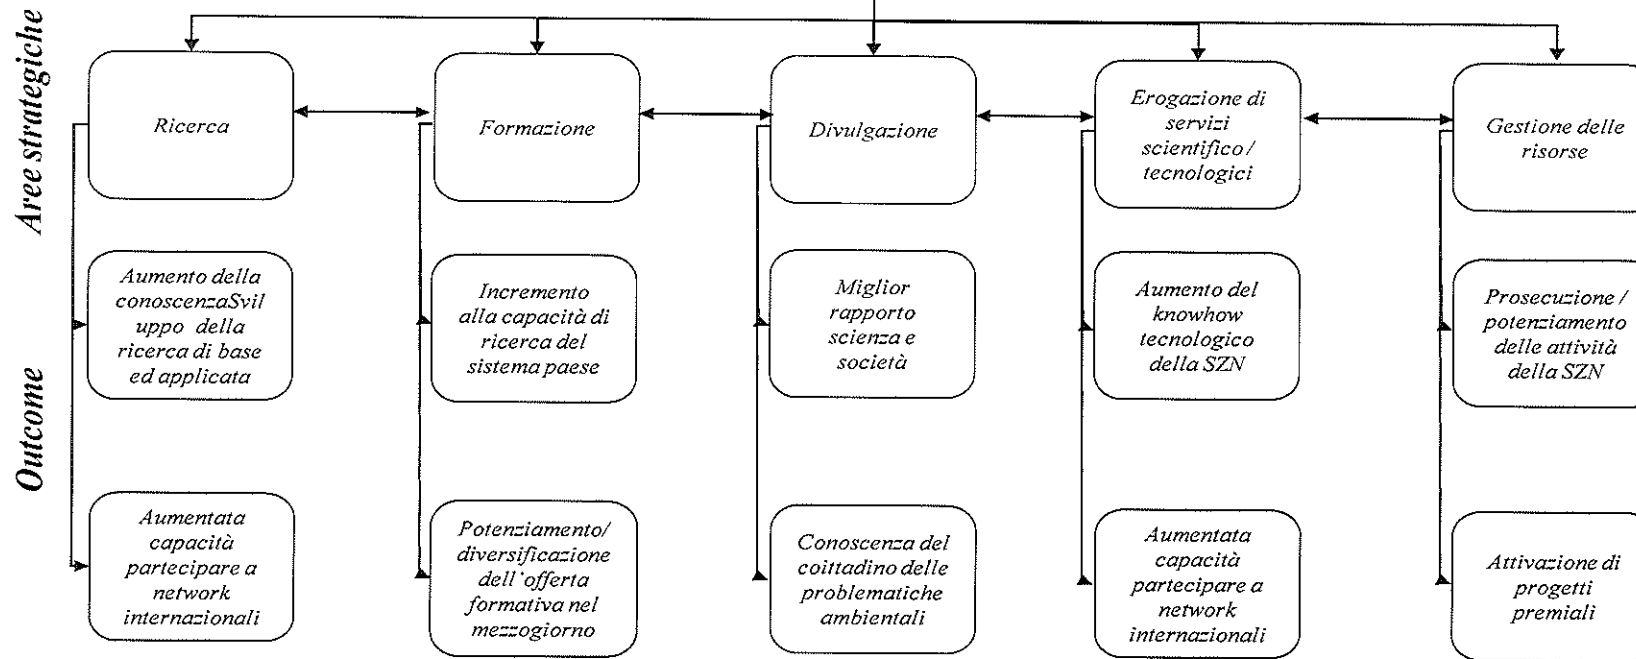 Aree strategiche
Ricerca
Formazione
Divulgazione
Erogazione di
servizi
scientifico /
tecnologici
Gestione delle
risorse
Outcome
Aumento della
conoscenzaSvil
uppo della
ricerca di base
ed applicata
Incremento
alla capacità di
ricerca del
sistema paese
Miglior
rapporto
scienza e
società
Aumento del
knowhow
tecnologico
della SZN
Prosecuzione /
potenziamento
delle attività
della SZN
Aumentata
capacità
partecipare a
network
internazionali
Potenziamento/
diversificazione
dell'offerta
formativa nel
mezzogiorno
Conoscenza del
coittadino delle
problematiche
ambientali
Aumentata
capacità
partecipare a
network
internazionali
Attivazione di
progetti
premiali